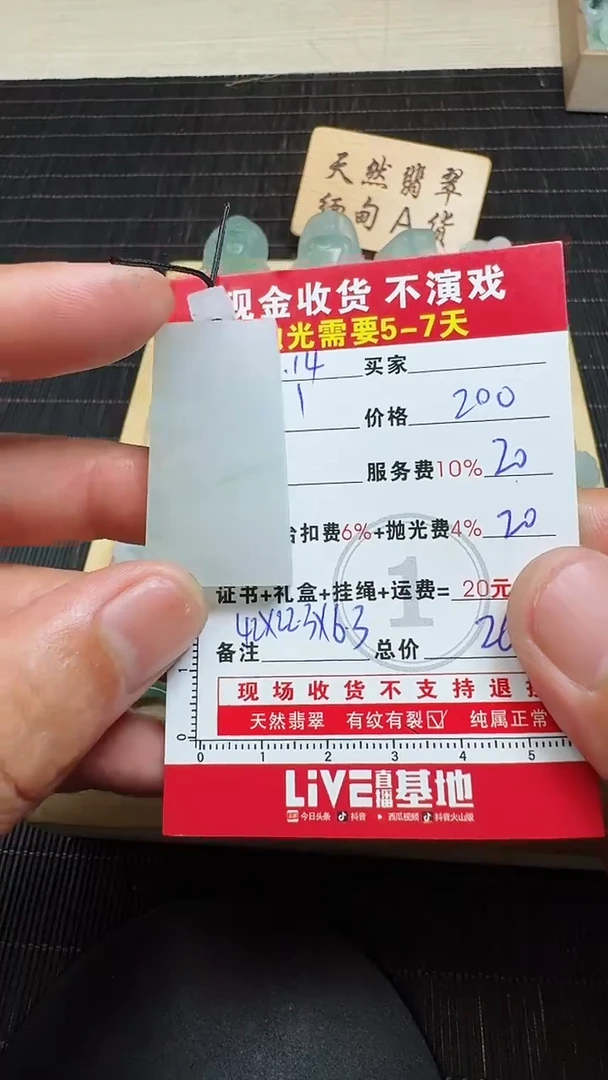 天然翡翠
缅甸A货
现金收货 不演戏
光需要5-7天
.14 买家
1 价格 200
服务费10% 20
扣费6%+抛光费4% 20
证书+礼盒+挂绳+运费= 20元
备注 42X22.3X6.3 总价 26
现场收货不支持退
天然翡翠 有纹有裂 纯属正常
1
0
0 1 2 3 4 5
LiVE直播基地
今日头条 抖音 西瓜视频 抖音火山版